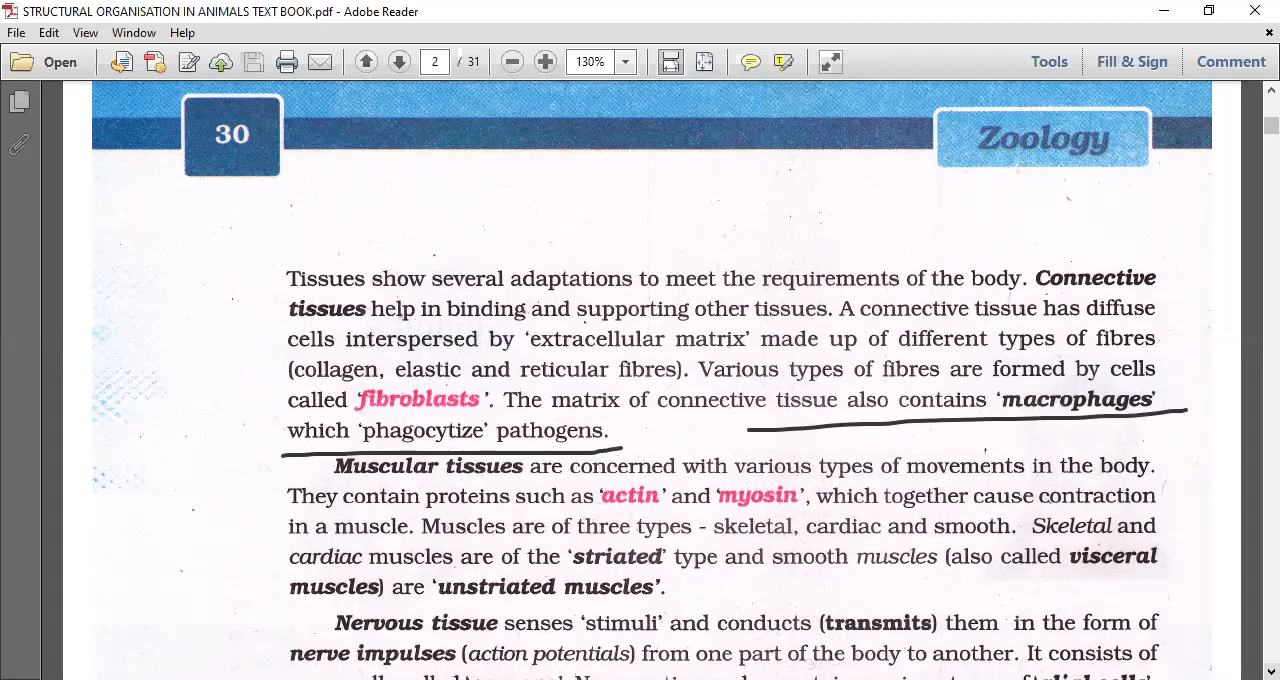 STRUCTURAL ORGANISATION IN ANIMALS TEXT BOOK.pdf - Adobe Reader
File Edit View Window Help
Open 2 / 31 130% Tools Fill & Sign Comment
30 Zoology
Tissues show several adaptations to meet the requirements of the body. Connective
tissues help in binding and supporting other tissues. A connective tissue has diffuse
cells interspersed by ‘extracellular matrix’ made up of different types of fibres
(collagen, elastic and reticular fibres). Various types of fibres are formed by cells
called ‘fibroblasts’. The matrix of connective tissue also contains ‘macrophages’
which ‘phagocytize’ pathogens.
Muscular tissues are concerned with various types of movements in the body.
They contain proteins such as ‘actin’ and ‘myosin’, which together cause contraction
in a muscle. Muscles are of three types - skeletal, cardiac and smooth. Skeletal and
cardiac muscles are of the ‘striated’ type and smooth muscles (also called visceral
muscles) are ‘unstriated muscles’.
Nervous tissue senses ‘stimuli’ and conducts (transmits) them in the form of
nerve impulses (action potentials) from one part of the body to another. It consists of